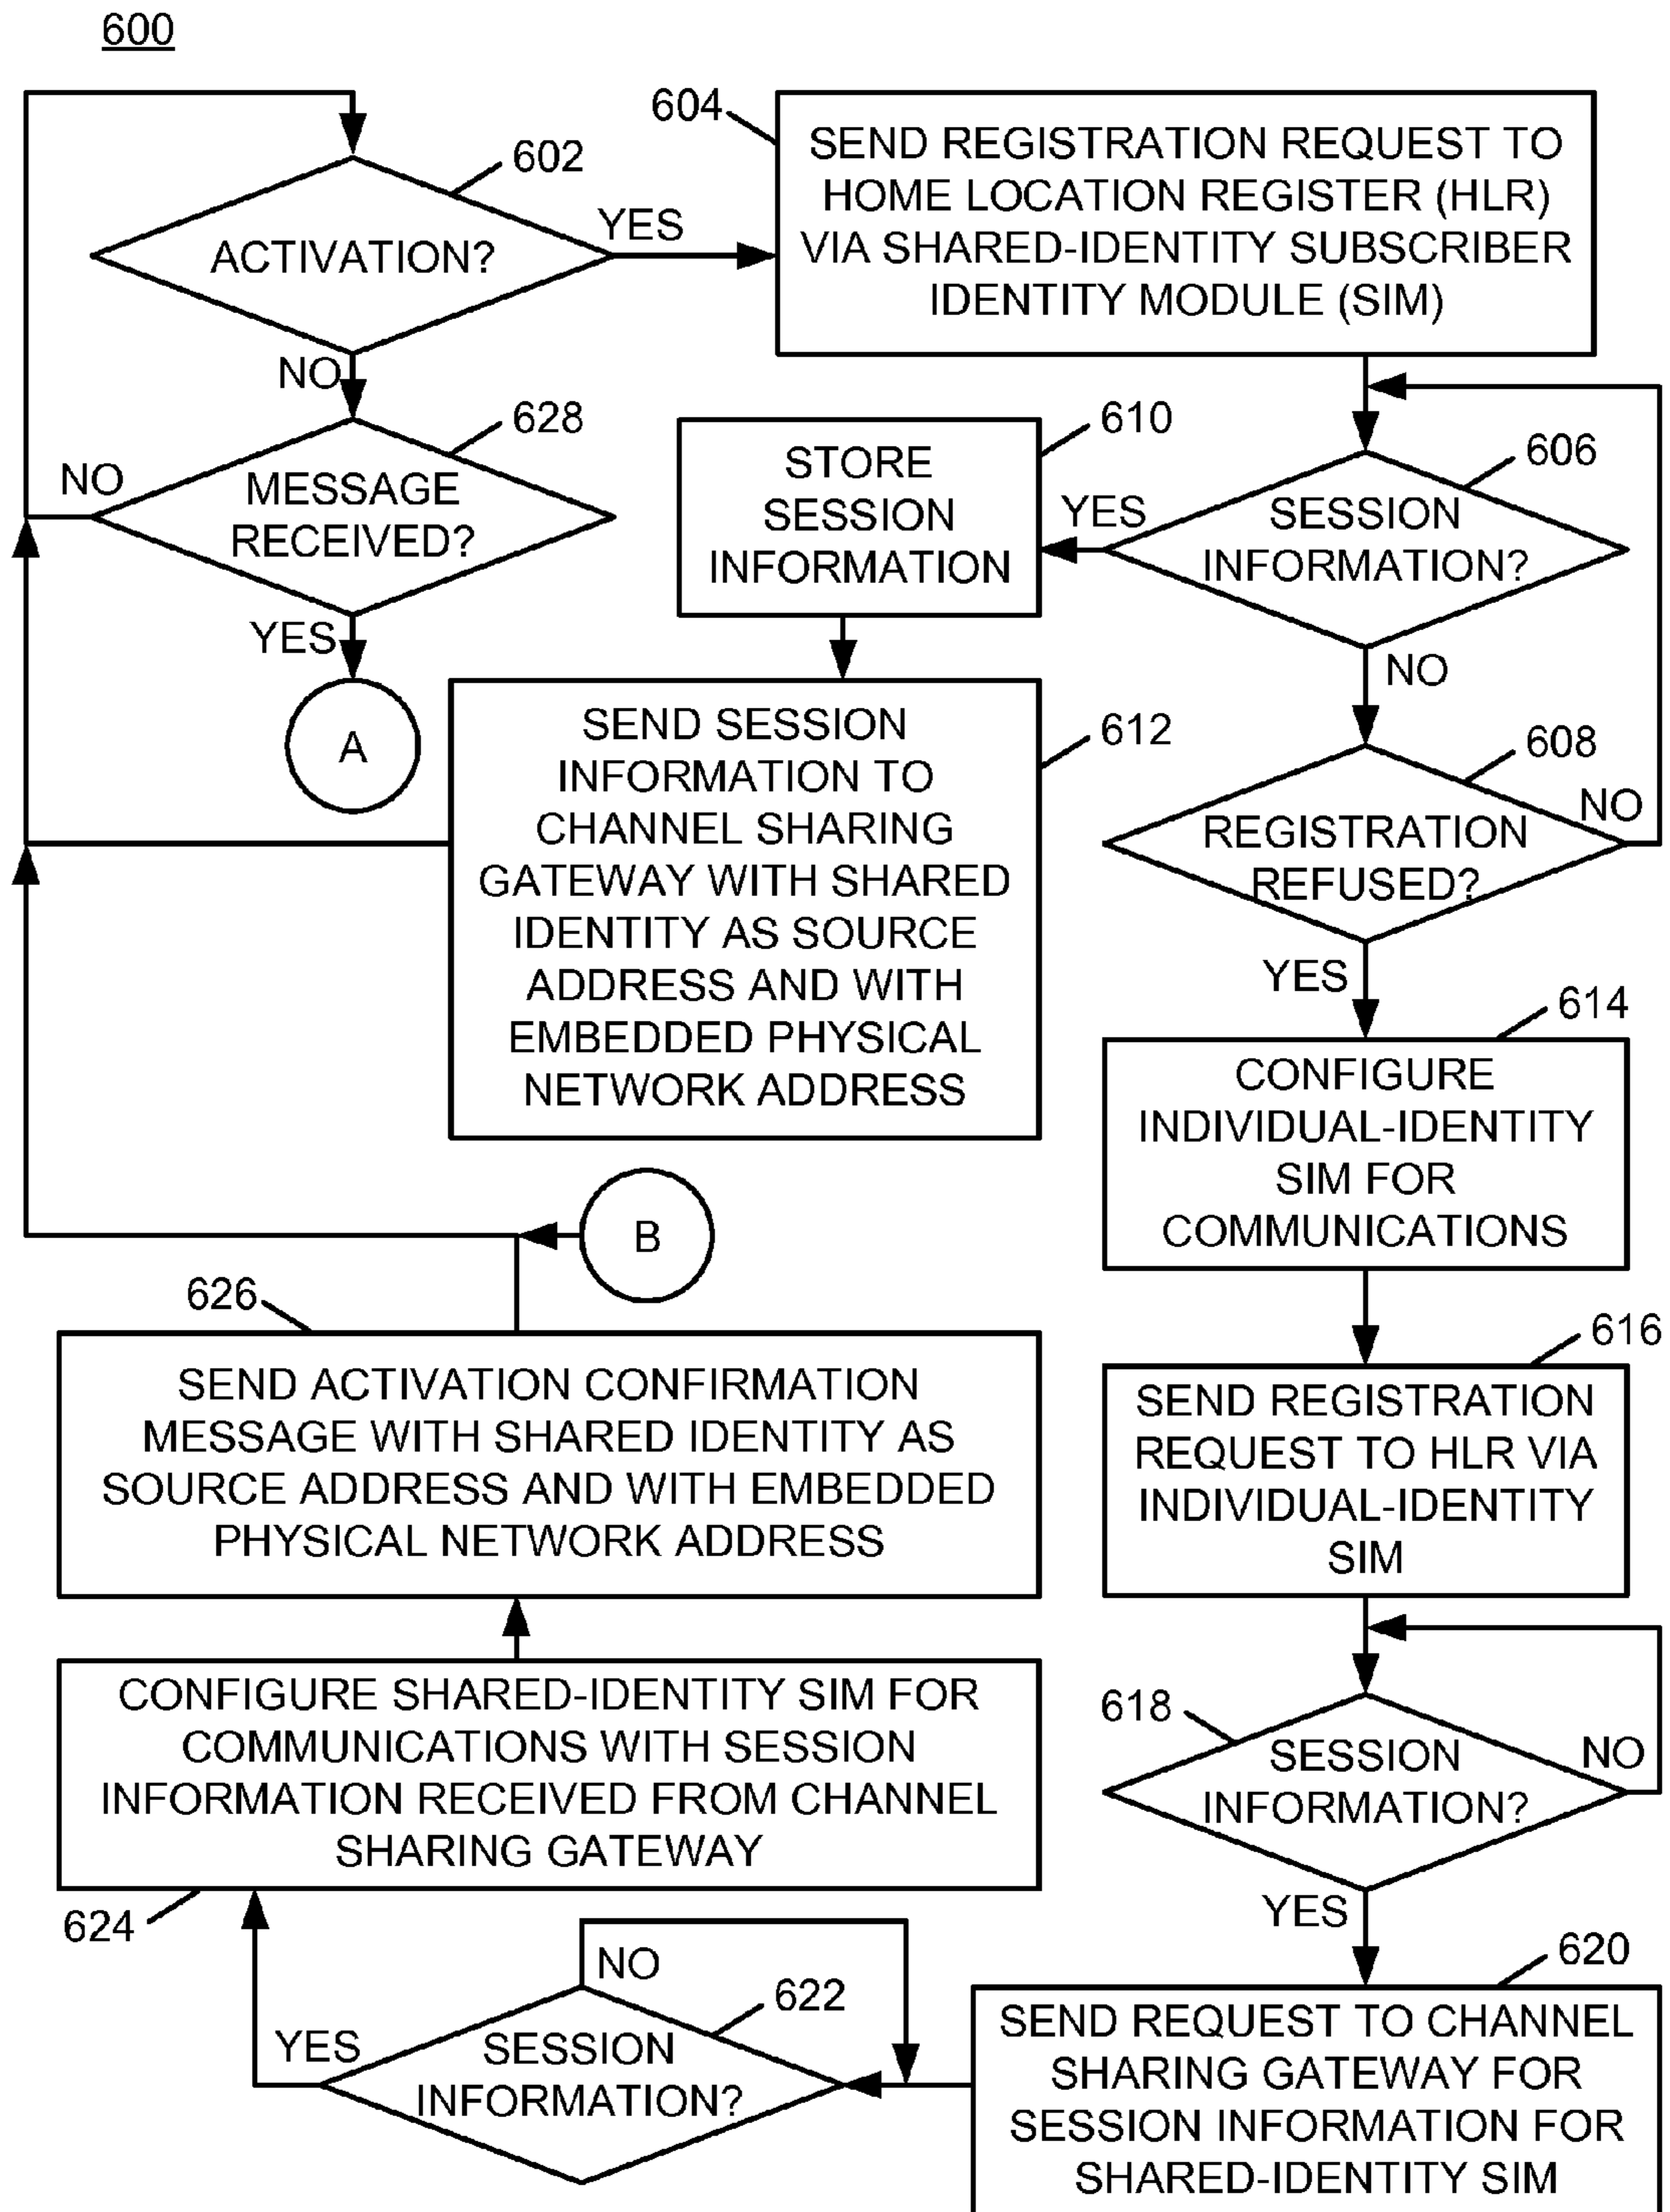 600
602
ACTIVATION?
YES
NO
604
SEND REGISTRATION REQUEST TO
HOME LOCATION REGISTER (HLR)
VIA SHARED-IDENTITY SUBSCRIBER
IDENTITY MODULE (SIM)
628
MESSAGE
RECEIVED?
NO
YES
A
610
STORE
SESSION
INFORMATION
606
SESSION
INFORMATION?
YES
NO
612
SEND SESSION
INFORMATION TO
CHANNEL SHARING
GATEWAY WITH SHARED
IDENTITY AS SOURCE
ADDRESS AND WITH
EMBEDDED PHYSICAL
NETWORK ADDRESS
608
REGISTRATION
REFUSED?
NO
YES
614
CONFIGURE
INDIVIDUAL-IDENTITY
SIM FOR
COMMUNICATIONS
616
SEND REGISTRATION
REQUEST TO HLR VIA
INDIVIDUAL-IDENTITY
SIM
618
SESSION
INFORMATION?
NO
YES
620
SEND REQUEST TO CHANNEL
SHARING GATEWAY FOR
SESSION INFORMATION FOR
SHARED-IDENTITY SIM
622
SESSION
INFORMATION?
NO
YES
624
CONFIGURE SHARED-IDENTITY SIM FOR
COMMUNICATIONS WITH SESSION
INFORMATION RECEIVED FROM CHANNEL
SHARING GATEWAY
626
SEND ACTIVATION CONFIRMATION
MESSAGE WITH SHARED IDENTITY AS
SOURCE ADDRESS AND WITH EMBEDDED
PHYSICAL NETWORK ADDRESS
B